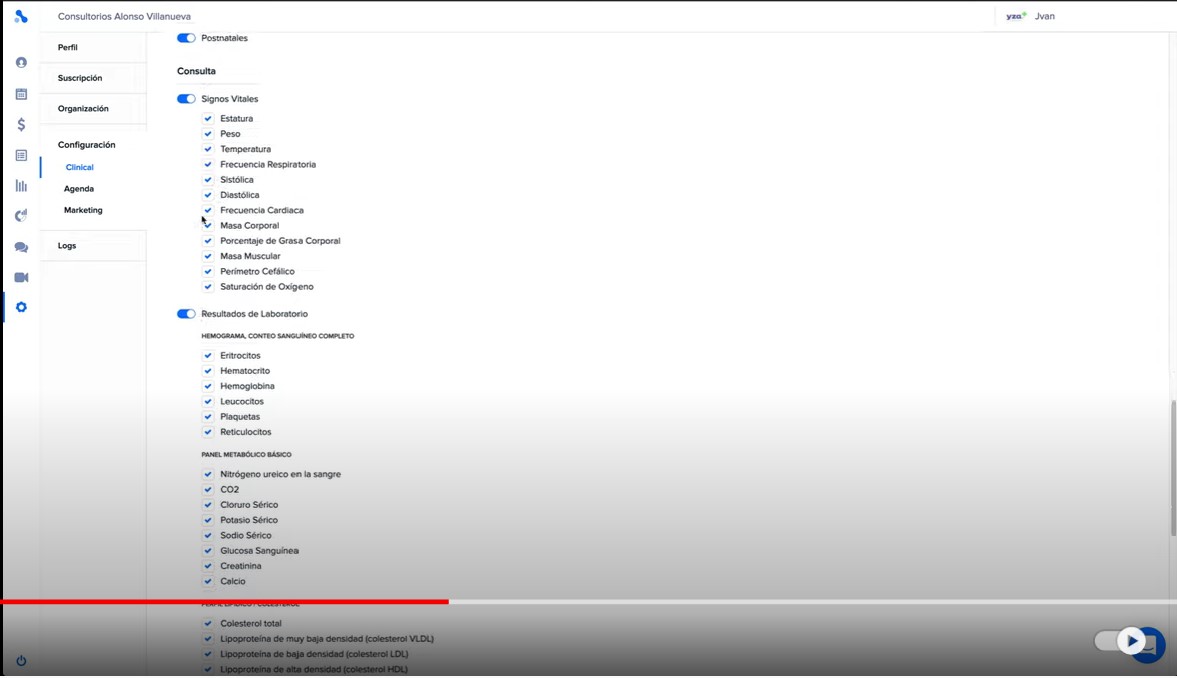 Consultorios Alonso Villanueva
yza Jvan
Perfil
Suscripción
Organización
Configuración
Clinical
Agenda
Marketing
Logs
Postnatales
Consulta
Signos Vitales
Estatura
Peso
Temperatura
Frecuencia Respiratoria
Sistólica
Diastólica
Frecuencia Cardiaca
Masa Corporal
Porcentaje de Grasa Corporal
Masa Muscular
Perímetro Cefálico
Saturación de Oxígeno
Resultados de Laboratorio
HEMOGRAMA, CONTEO SANGUÍNEO COMPLETO
Eritrocitos
Hematocrito
Hemoglobina
Leucocitos
Plaquetas
Reticulocitos
PANEL METABÓLICO BÁSICO
Nitrógeno ureico en la sangre
CO2
Cloruro Sérico
Potasio Sérico
Sodio Sérico
Glucosa Sanguínea
Creatinina
Calcio
Colesterol total
Lipoproteína de muy baja densidad (colesterol VLDL)
Lipoproteína de baja densidad (colesterol LDL)
Lipoproteína de alta densidad (colesterol HDL)